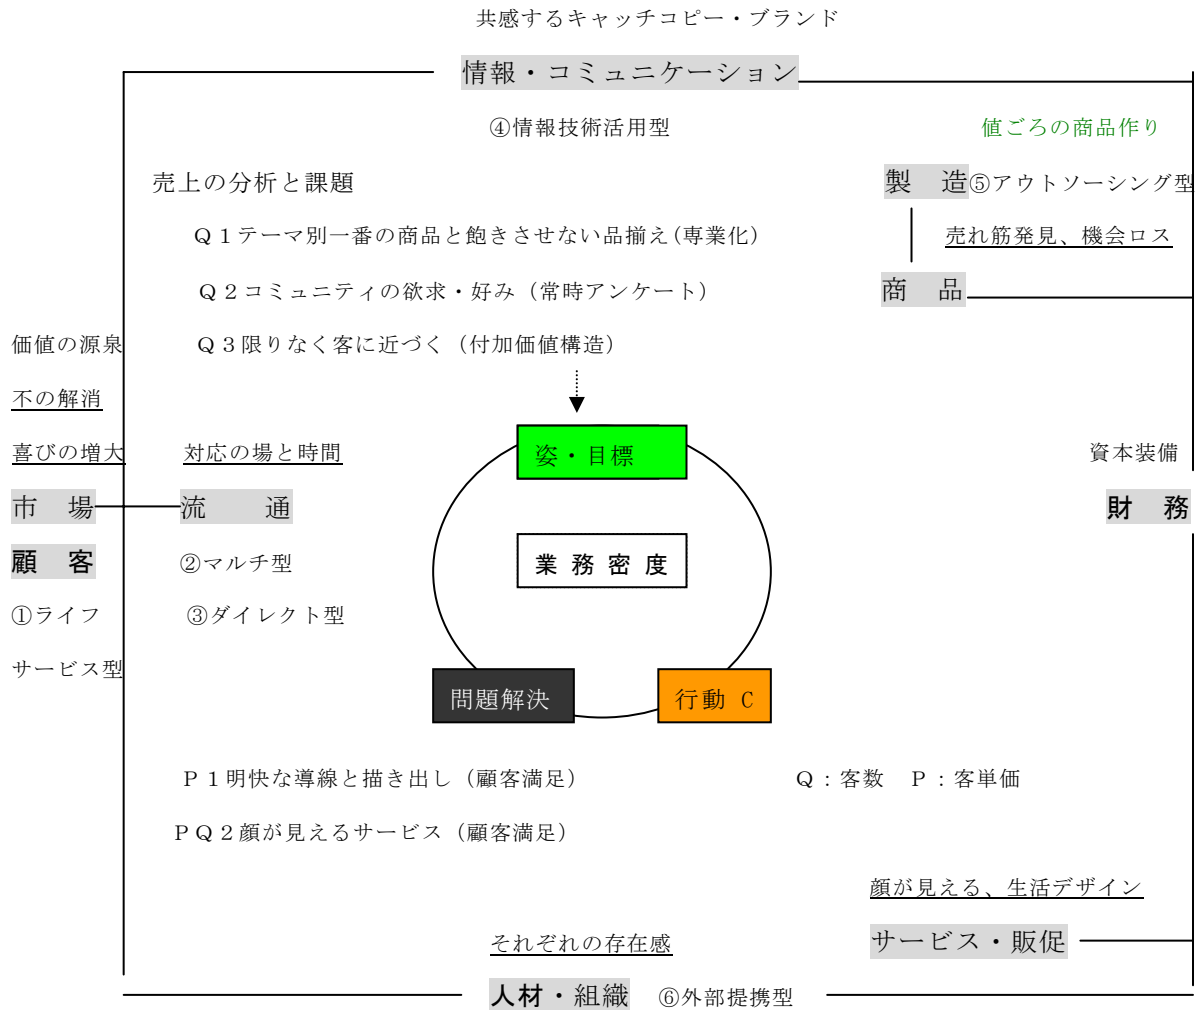 共感するキャッチコピー・ブランド
情報・コミュニケーション
④情報技術活用型
値ごろの商品作り
売上の分析と課題
製　造⑤アウトソーシング型
Q１テーマ別一番の商品と飽きさせない品揃え(専業化)
売れ筋発見、機会ロス
Q２コミュニティの欲求・好み（常時アンケート）
商　品
価値の源泉
Q３限りなく客に近づく（付加価値構造）
不の解消
喜びの増大
対応の場と時間
姿・目標
資本装備
市　場
流　　通
財　務
顧　客
②マルチ型
業 務 密 度
①ライフ
③ダイレクト型
サービス型
問題解決
行動 C
P１明快な導線と描き出し（顧客満足）
Q：客数　P：客単価
PQ２顔が見えるサービス（顧客満足）
顔が見える、生活デザイン
それぞれの存在感
サービス・販促
人材・組織
⑥外部提携型